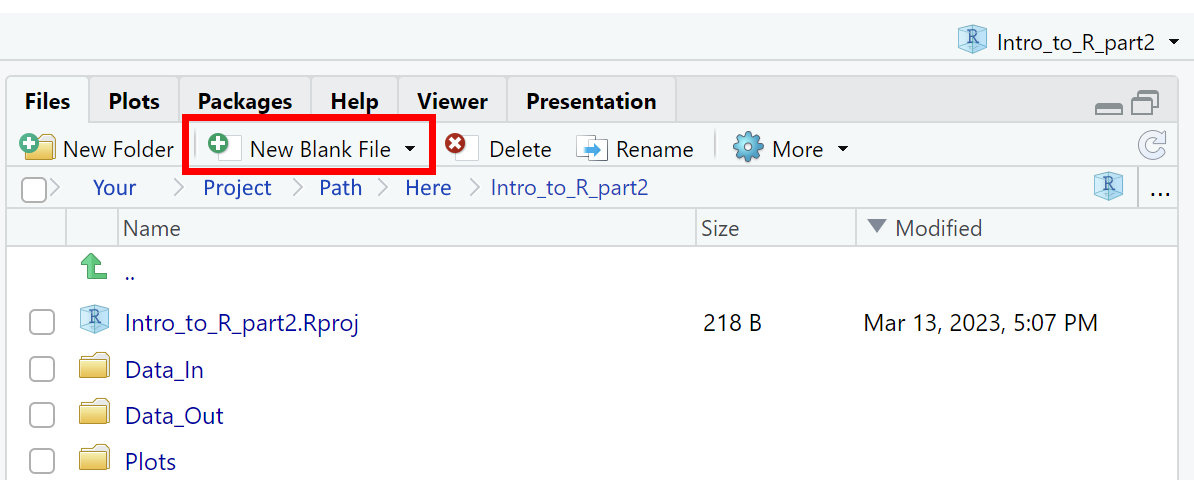 Intro_to_R_part2
Files Plots Packages Help Viewer Presentation
New Folder New Blank File Delete Rename More
Your Project Path Here Intro_to_R_part2 ...
Name Size Modified
..
Intro_to_R_part2.Rproj 218 B Mar 13, 2023, 5:07 PM
Data_In
Data_Out
Plots